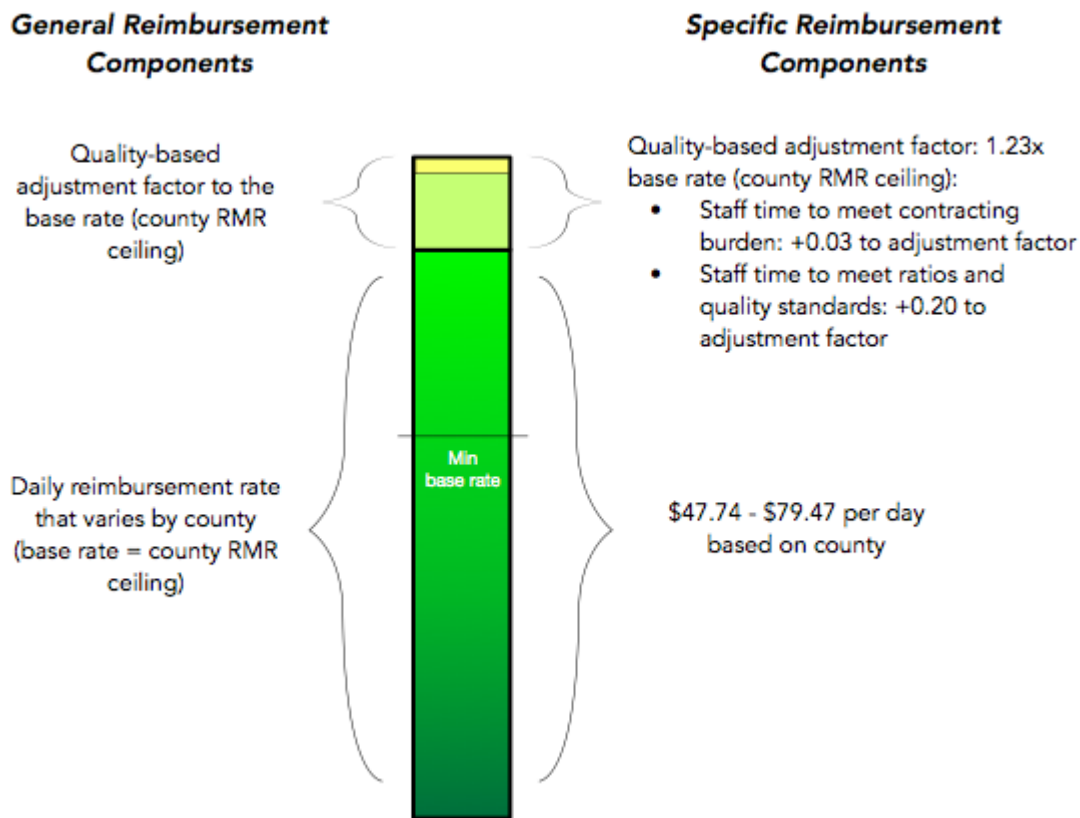 General Reimbursement
Components
Specific Reimbursement
Components
Quality-based
adjustment factor to the
base rate (county RMR
ceiling)
Quality-based adjustment factor: 1.23x
base rate (county RMR ceiling):
• Staff time to meet contracting
burden: +0.03 to adjustment factor
• Staff time to meet ratios and
quality standards: +0.20 to
adjustment factor
Min
base rate
Daily reimbursement rate
that varies by county
(base rate = county RMR
ceiling)
$47.74 - $79.47 per day
based on county